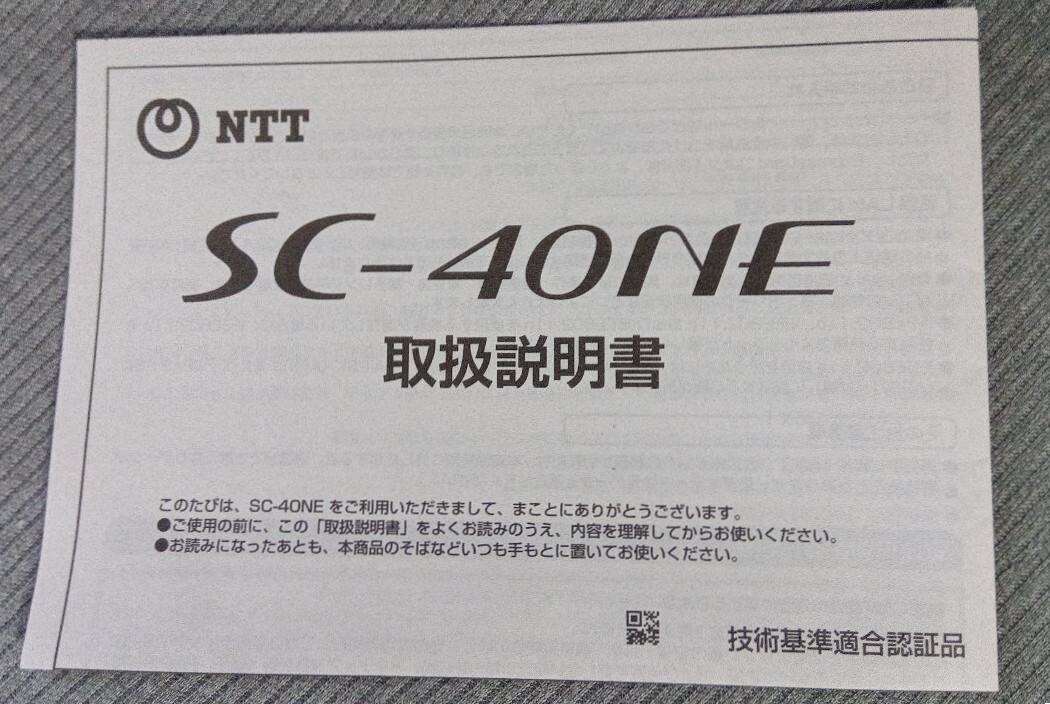 NTT
SC-40NE
取扱説明書
このたびは、SC-40NE をご利用いただきまして、まことにありがとうございます。
●ご使用の前に、この「取扱説明書」をよくお読みのうえ、内容を理解してからお使いください。
●お読みになったあとも、本商品のそばなどいつも手もとに置いてお使いください。
技術基準適合認証品